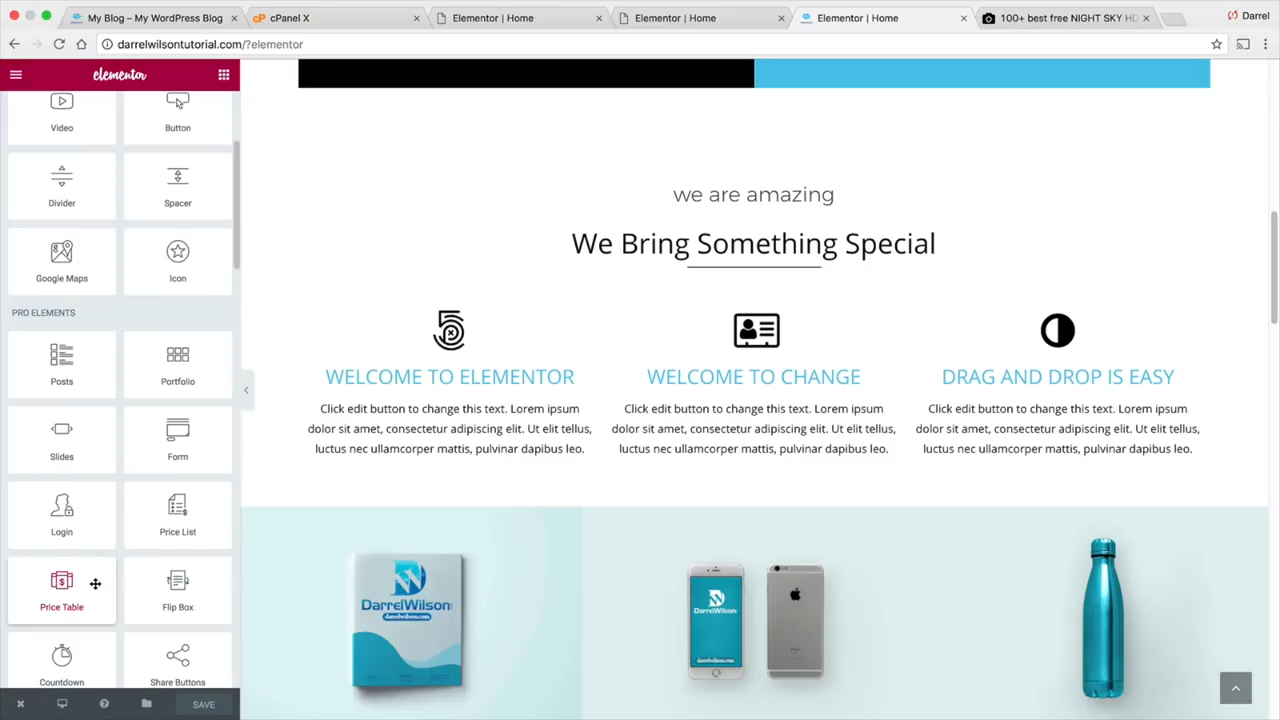 My Blog – My WordPress Blog
cPanel X
Elementor | Home
Elementor | Home
Elementor | Home
100+ best free NIGHT SKY HD
Darrel
darrelwilsontutorial.com/?elementor
elementor
Video
Button
Divider
Spacer
Google Maps
Icon
PRO ELEMENTS
Posts
Portfolio
Slides
Form
Login
Price List
Price Table
Flip Box
Countdown
Share Buttons
SAVE
we are amazing
We Bring Something Special
WELCOME TO ELEMENTOR
Click edit button to change this text. Lorem ipsum
dolor sit amet, consectetur adipiscing elit. Ut elit tellus,
luctus nec ullamcorper mattis, pulvinar dapibus leo.
WELCOME TO CHANGE
Click edit button to change this text. Lorem ipsum
dolor sit amet, consectetur adipiscing elit. Ut elit tellus,
luctus nec ullamcorper mattis, pulvinar dapibus leo.
DRAG AND DROP IS EASY
Click edit button to change this text. Lorem ipsum
dolor sit amet, consectetur adipiscing elit. Ut elit tellus,
luctus nec ullamcorper mattis, pulvinar dapibus leo.
DarrelWilson
darrelwilson.com
DarrelWilson
darrelwilson.com